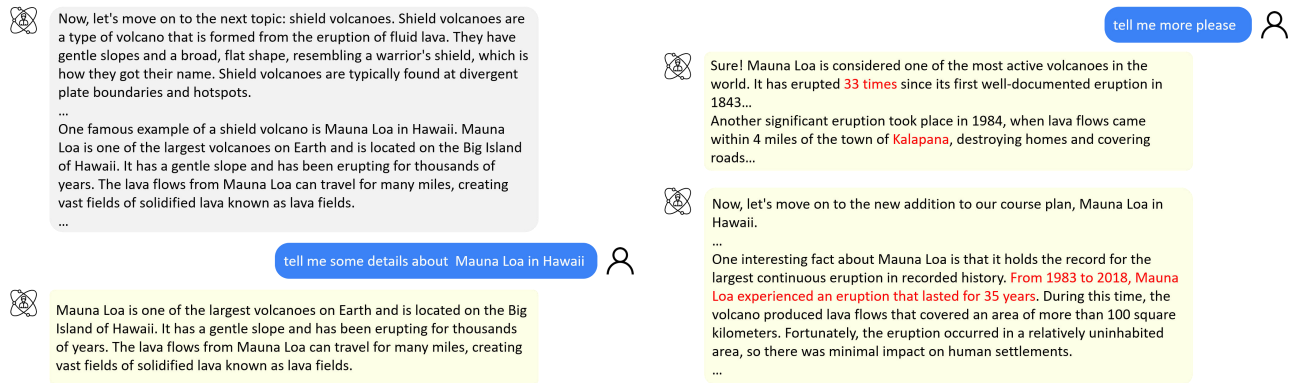 Now, let's move on to the next topic: shield volcanoes. Shield volcanoes are
a type of volcano that is formed from the eruption of fluid lava. They have
gentle slopes and a broad, flat shape, resembling a warrior's shield, which is
how they got their name. Shield volcanoes are typically found at divergent
plate boundaries and hotspots.
...
One famous example of a shield volcano is Mauna Loa in Hawaii. Mauna
Loa is one of the largest volcanoes on Earth and is located on the Big Island
of Hawaii. It has a gentle slope and has been erupting for thousands of
years. The lava flows from Mauna Loa can travel for many miles, creating
vast fields of solidified lava known as lava fields.
...
tell me some details about  Mauna Loa in Hawaii
Mauna Loa is one of the largest volcanoes on Earth and is located on the Big
Island of Hawaii. It has a gentle slope and has been erupting for thousands
of years. The lava flows from Mauna Loa can travel for many miles, creating
vast fields of solidified lava known as lava fields.
tell me more please
Sure! Mauna Loa is considered one of the most active volcanoes in the
world. It has erupted 33 times since its first well-documented eruption in
1843...
Another significant eruption took place in 1984, when lava flows came
within 4 miles of the town of Kalapana, destroying homes and covering
roads...
Now, let's move on to the new addition to our course plan, Mauna Loa in
Hawaii.
...
One interesting fact about Mauna Loa is that it holds the record for the
largest continuous eruption in recorded history. From 1983 to 2018, Mauna
Loa experienced an eruption that lasted for 35 years. During this time, the
volcano produced lava flows that covered an area of more than 100 square
kilometers. Fortunately, the eruption occurred in a relatively uninhabited
area, so there was minimal impact on human settlements.
...